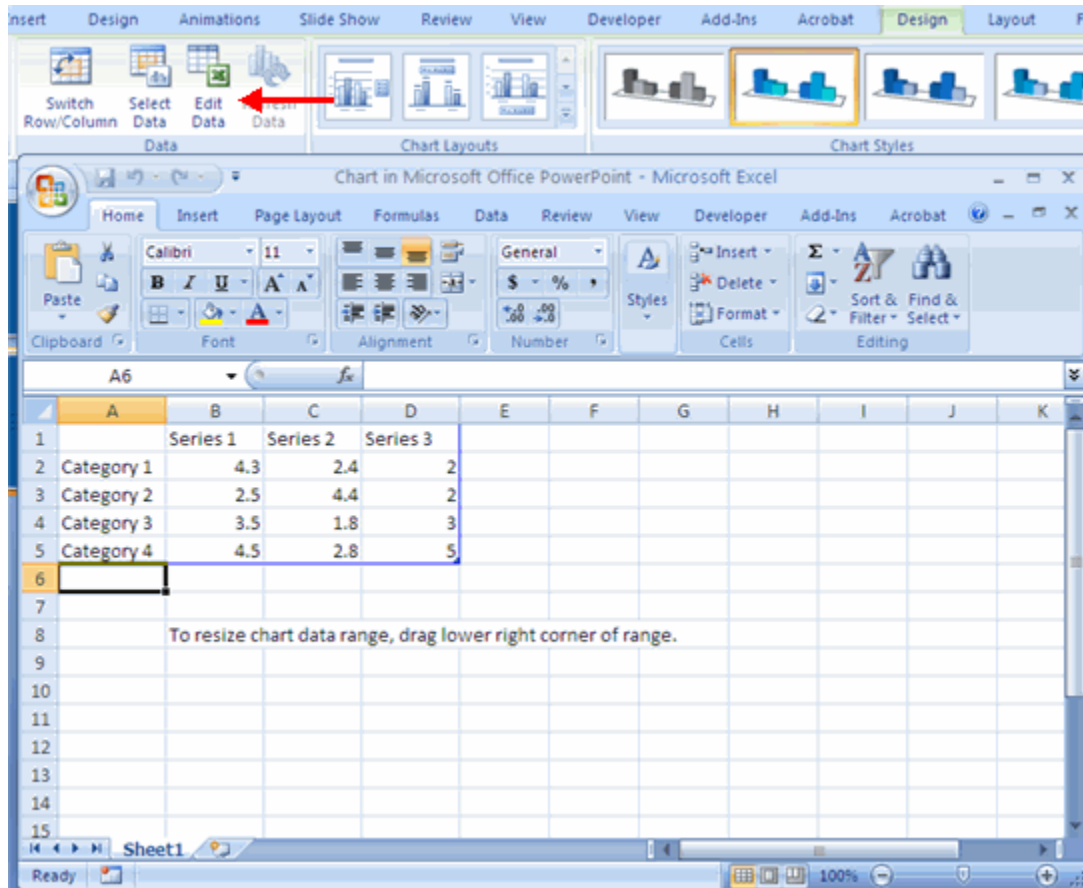 nsert Design Animations Slide Show Review View Developer Add-Ins Acrobat Design Layout
Switch Row/Column
Select Data
Edit Data
Data
Data
Chart Layouts
Chart Styles
Chart in Microsoft Office PowerPoint - Microsoft Excel
Home Insert Page Layout Formulas Data Review View Developer Add-Ins Acrobat
Calibri 11 General Insert Σ
B I U A A $ % , Delete
Paste Styles Format Sort & Filter Find & Select
Clipboard Font Alignment Number Cells Editing
A6 fx
A B C D E F G H I J K
1 Series 1 Series 2 Series 3
2 Category 1 4.3 2.4 2
3 Category 2 2.5 4.4 2
4 Category 3 3.5 1.8 3
5 Category 4 4.5 2.8 5
6
7
8 To resize chart data range, drag lower right corner of range.
9
10
11
12
13
14
15
Sheet1
Ready 100%